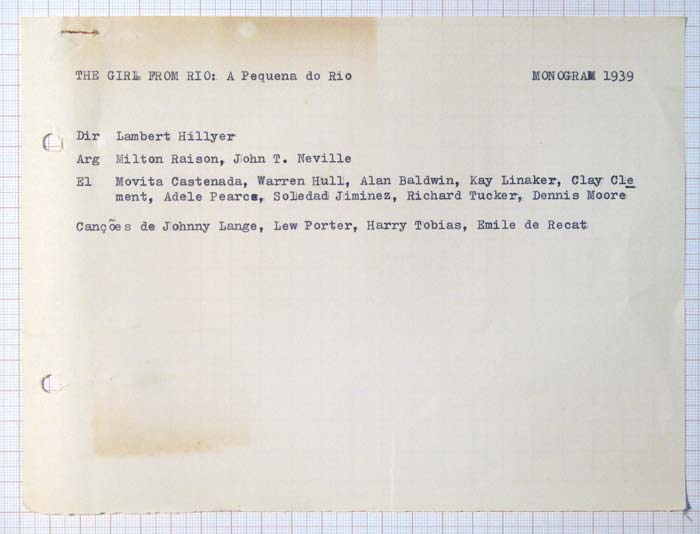 THE GIRL FROM RIO: A Pequena do Rio MONOGRAM 1939
Dir Lambert Hillyer
Arg Milton Raison, John T. Neville
El Movita Castenada, Warren Hull, Alan Baldwin, Kay Linaker, Clay Cle
ment, Adele Pearce, Soledad Jiminez, Richard Tucker, Dennis Moore
Canções de Johnny Lange, Lew Porter, Harry Tobias, Emile de Recat